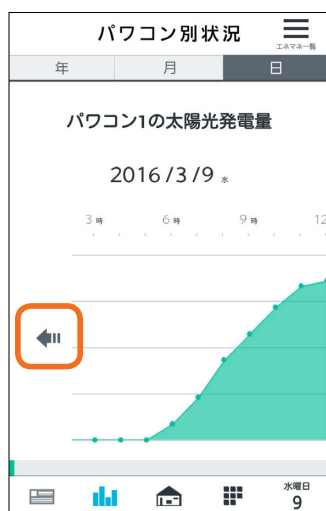 パワコン別状況
エネマネ一覧
年 月 日
パワコン1の太陽光発電量
2016/3/9 水
3時 6時 9時 12
水曜日
9